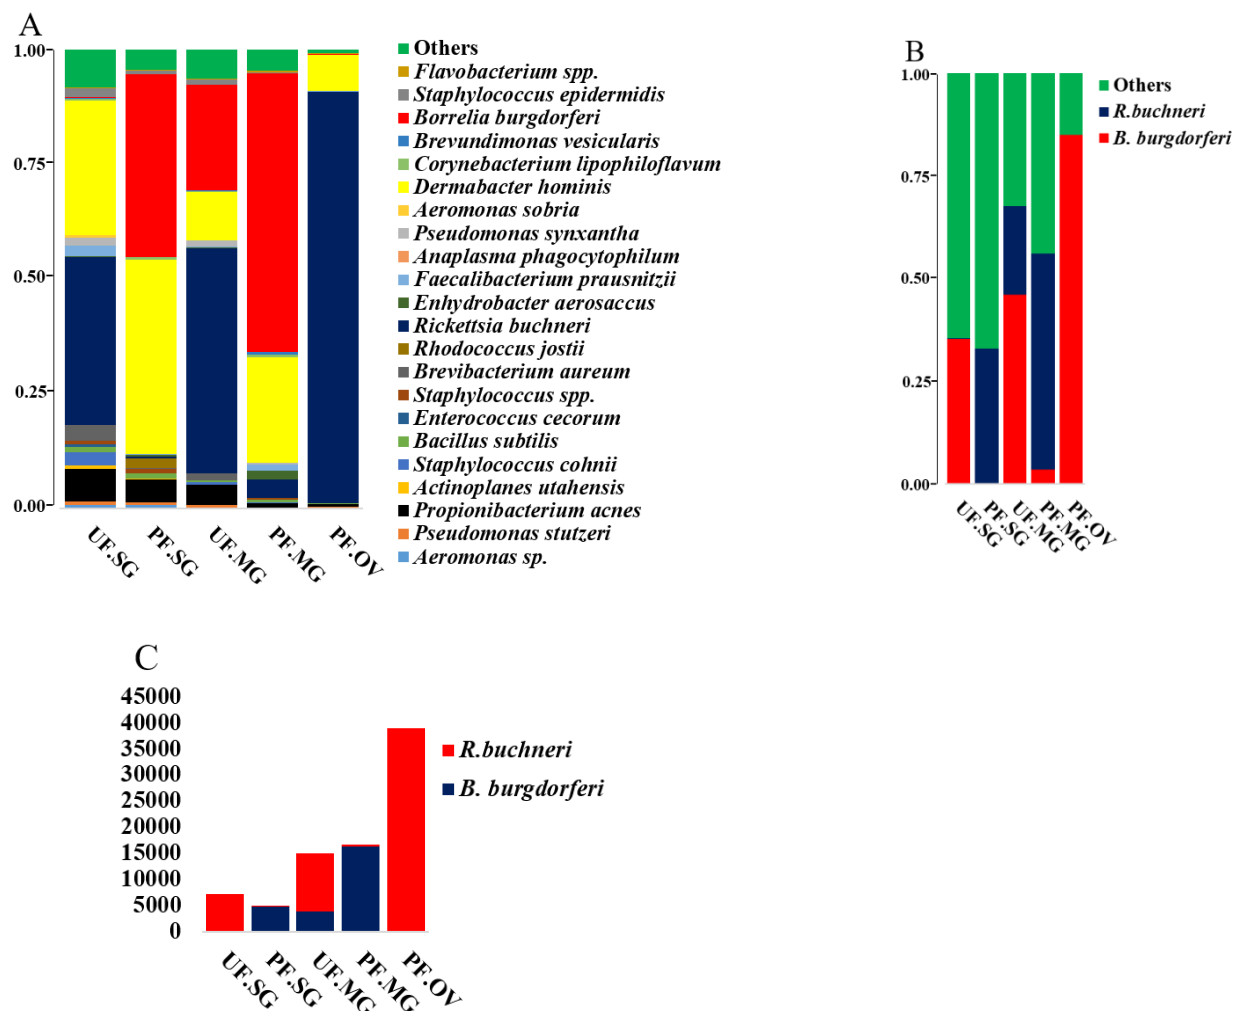 A
1.00
0.75
0.50
0.25
0.00
UF.SG
PF.SG
UF.MG
PF.MG
PF.OV
Others
Flavobacterium spp.
Staphylococcus epidermidis
Borrelia burgdorferi
Brevundimonas vesicularis
Corynebacterium lipophiloflavum
Dermabacter hominis
Aeromonas sobria
Pseudomonas synxantha
Anaplasma phagocytophilum
Faecalibacterium prausnitzii
Enhydrobacter aerosaccus
Rickettsia buchneri
Rhodococcus jostii
Brevibacterium aureum
Staphylococcus spp.
Enterococcus cecorum
Bacillus subtilis
Staphylococcus cohnii
Actinoplanes utahensis
Propionibacterium acnes
Pseudomonas stutzeri
Aeromonas sp.
B
1.00
0.75
0.50
0.25
0.00
UF.SG
PF.SG
UF.MG
PF.MG
PF.OV
Others
R.buchneri
B. burgdorferi
C
45000
40000
35000
30000
25000
20000
15000
10000
5000
0
UF.SG
PF.SG
UF.MG
PF.MG
PF.OV
R.buchneri
B. burgdorferi